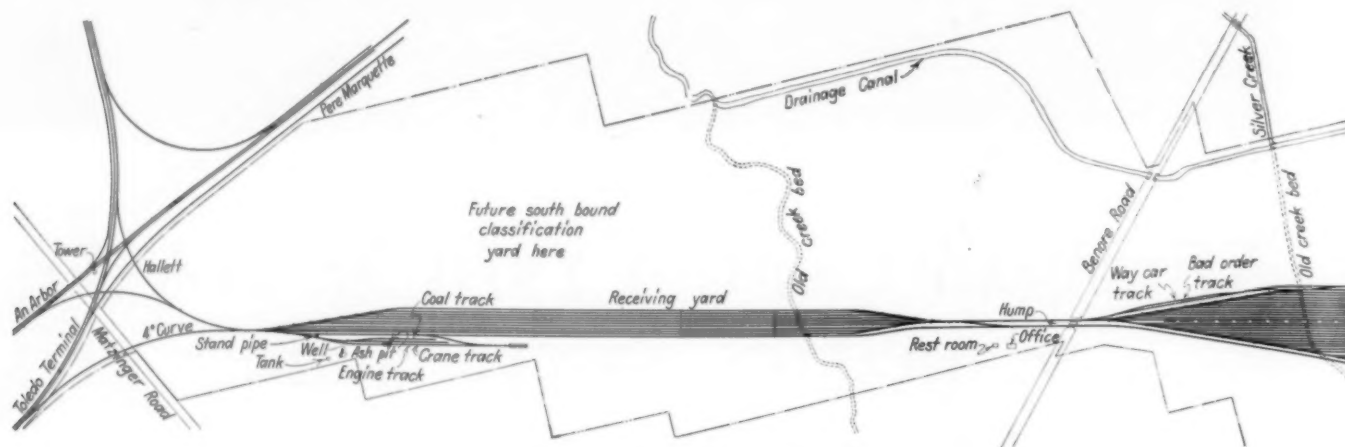 Pere Marquette
Drainage Canal
Silver Creek
Old creek bed
Benore Road
Old creek bed
Future south bound
classification
yard here
Tower
Hallett
An Arbor
Toledo Terminal
Matzinger Road
4° Curve
Coal track
Receiving yard
Way car
track
Bad order
track
Hump
Stand pipe
Well
Tank
Ash pit
Engine track
Crane track
Rest room
Office